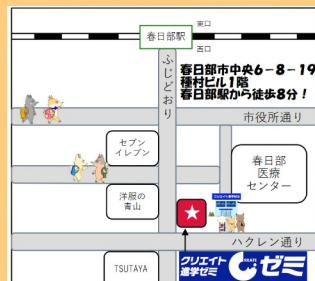 東口
春日部駅
西口
ふじどおり
春日部市中央6-8-19
種村ビル1階
春日部駅から徒歩8分!
市役所通り
セブン
イレブン
春日部
医療
センター
洋服の
青山
ハクレン通り
TSUTAYA
クリエイト
進学ゼミ
ゼミ